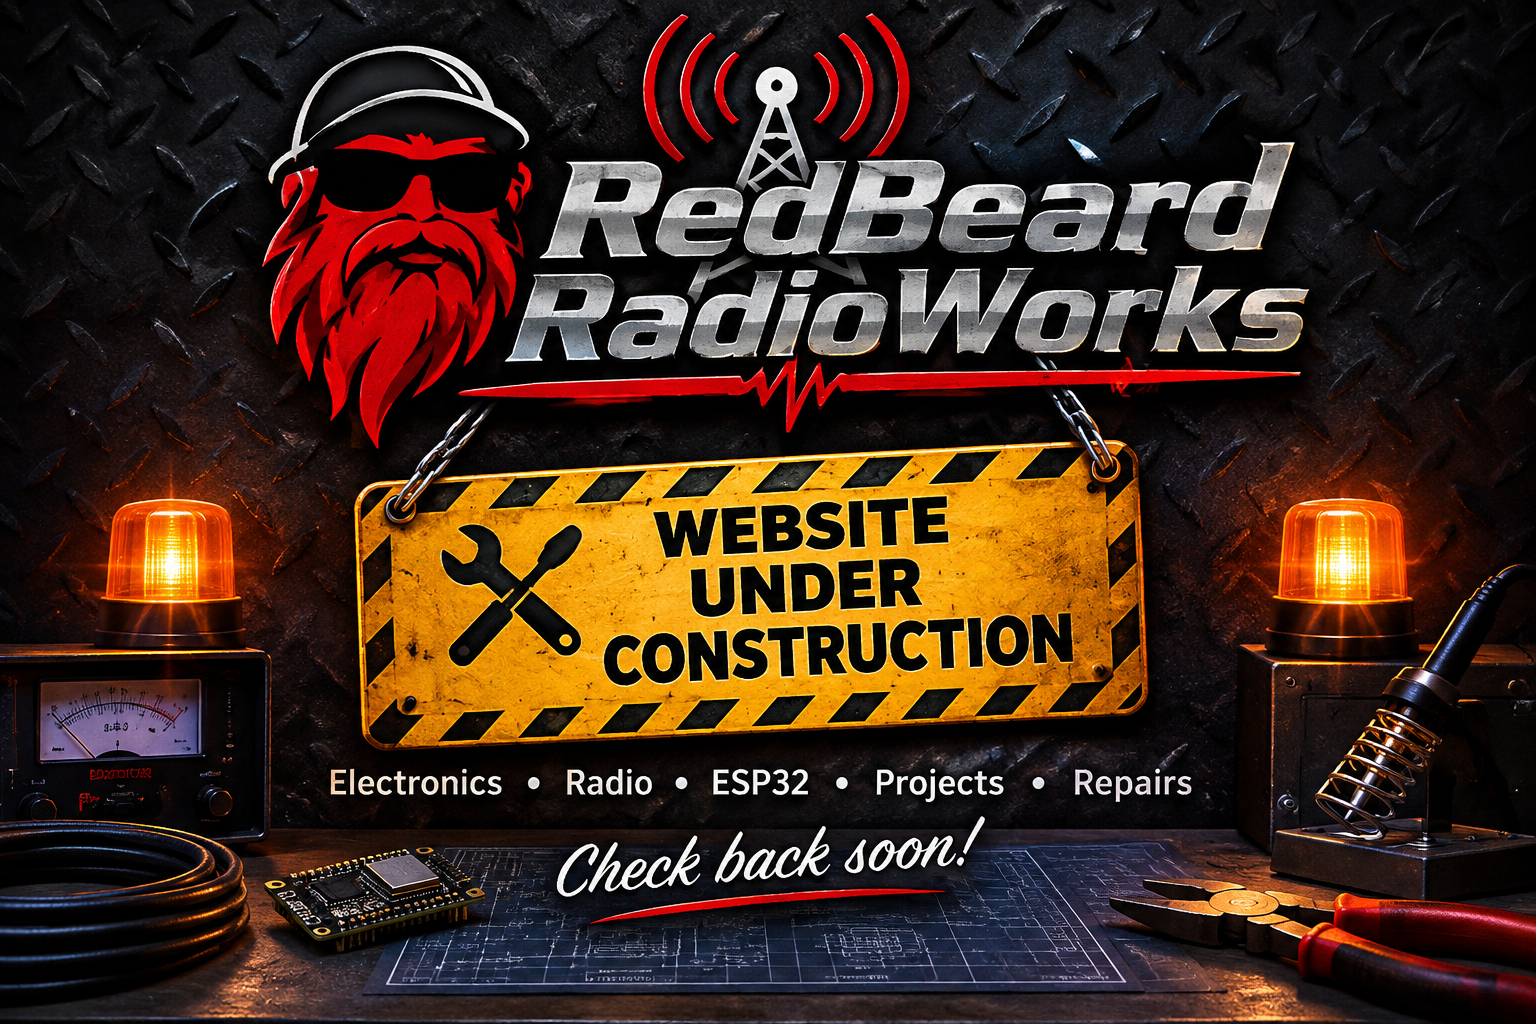 RedBeard
RadioWorks
WEBSITE
UNDER
CONSTRUCTION
Electronics • Radio • ESP32 • Projects • Repairs
Check back soon!